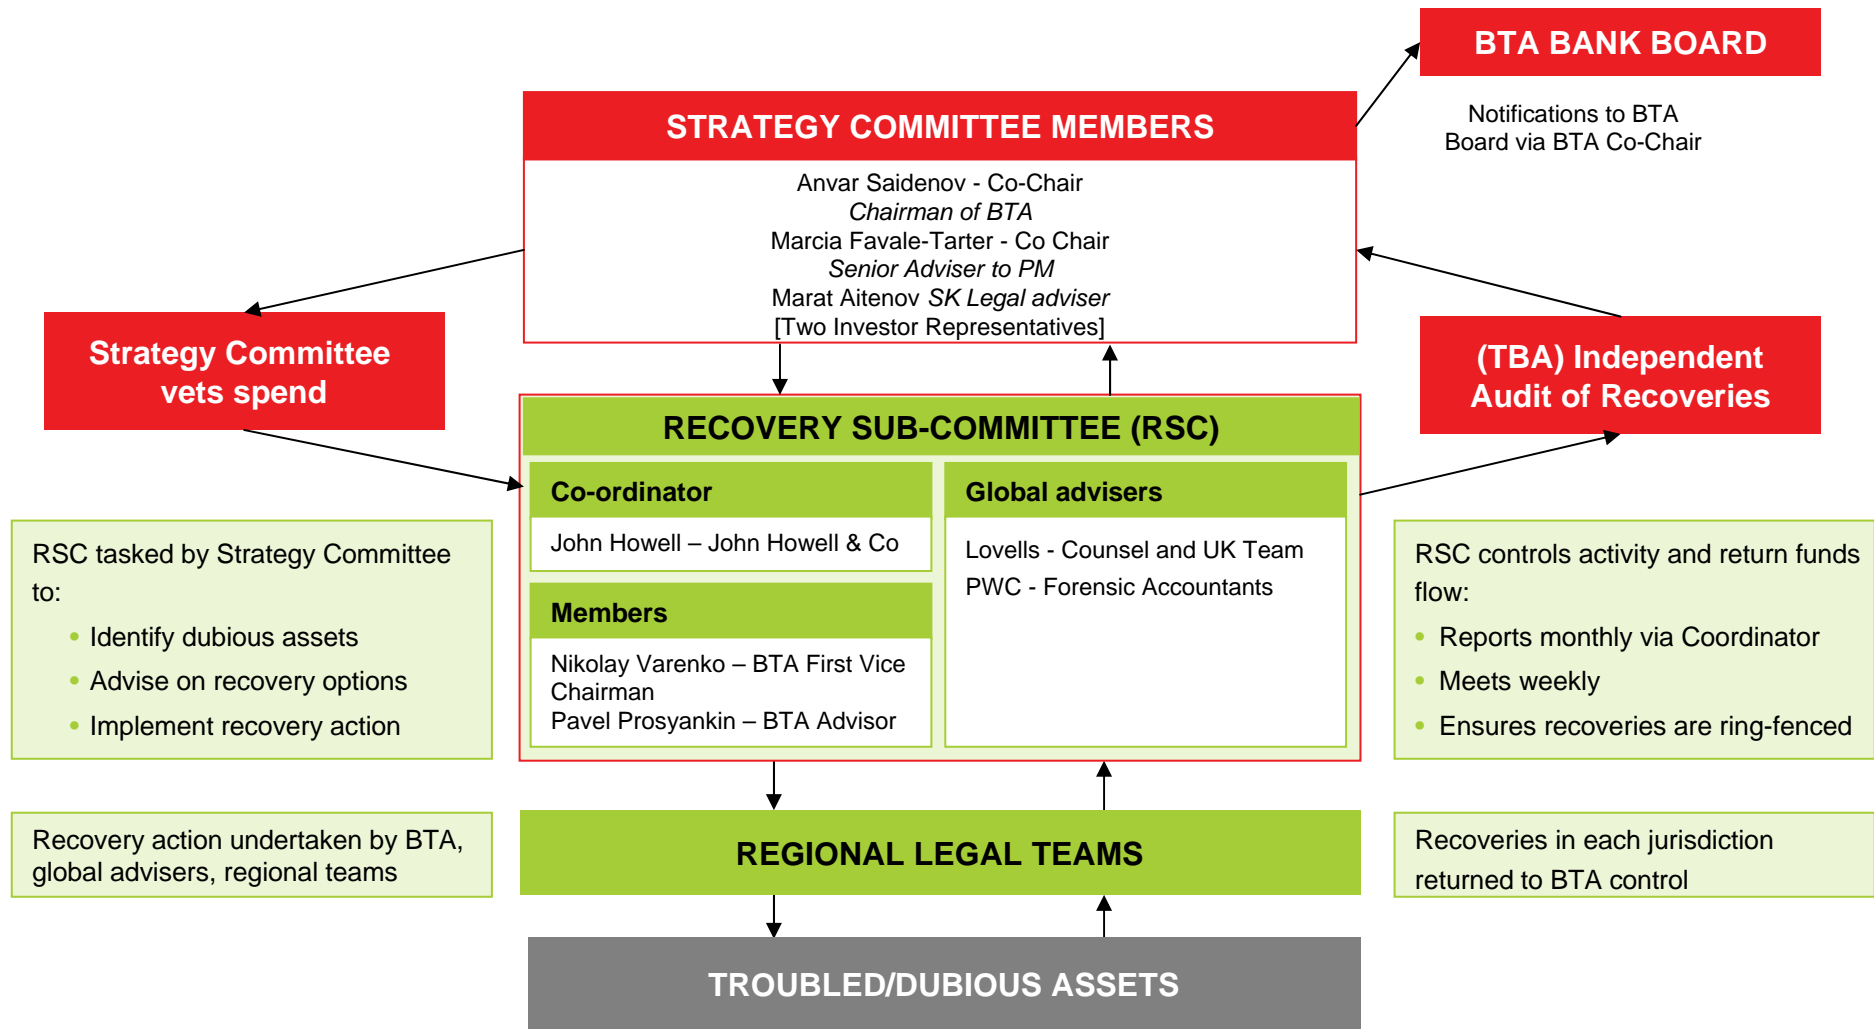 BTA BANK BOARD
Notifications to BTA
Board via BTA Co-Chair
STRATEGY COMMITTEE MEMBERS
Anvar Saidenov - Co-Chair
Chairman of BTA
Marcia Favale-Tarter - Co Chair
Senior Adviser to PM
Marat Aitenov SK Legal adviser
[Two Investor Representatives]
Strategy Committee
vets spend
(TBA) Independent
Audit of Recoveries
RECOVERY SUB-COMMITTEE (RSC)
Co-ordinator
John Howell – John Howell & Co
Members
Nikolay Varenko – BTA First Vice
Chairman
Pavel Prosyankin – BTA Advisor
Global advisers
Lovells - Counsel and UK Team
PWC - Forensic Accountants
RSC tasked by Strategy Committee
to:
• Identify dubious assets
• Advise on recovery options
• Implement recovery action
RSC controls activity and return funds
flow:
• Reports monthly via Coordinator
• Meets weekly
• Ensures recoveries are ring-fenced
Recovery action undertaken by BTA,
global advisers, regional teams
REGIONAL LEGAL TEAMS
Recoveries in each jurisdiction
returned to BTA control
TROUBLED/DUBIOUS ASSETS